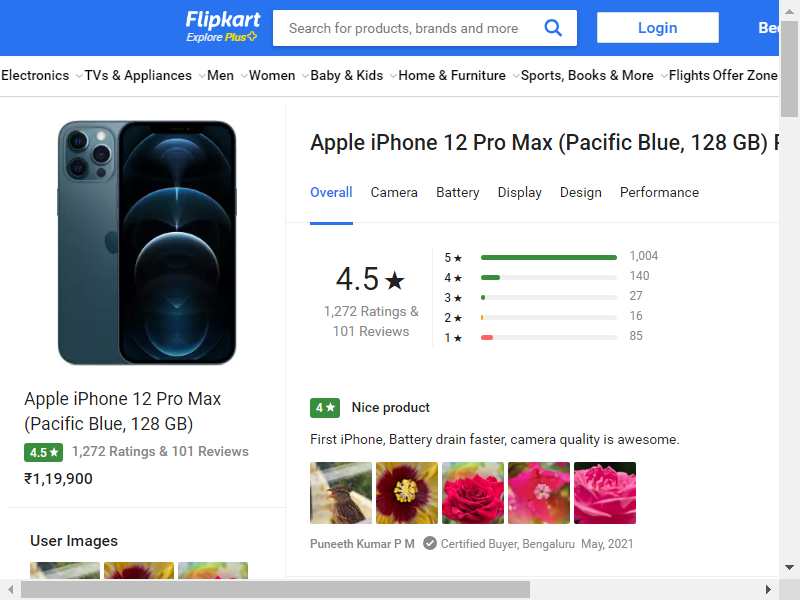 Flipkart
Explore Plus
Search for products, brands and more
Login
Electronics TVs & Appliances Men Women Baby & Kids Home & Furniture Sports, Books & More Flights Offer Zone
Apple iPhone 12 Pro Max (Pacific Blue, 128 GB)
Overall Camera Battery Display Design Performance
4.5★
1,272 Ratings &
101 Reviews
5★ 1,004
4★ 140
3★ 27
2★ 16
1★ 85
Apple iPhone 12 Pro Max
(Pacific Blue, 128 GB)
4.5★ 1,272 Ratings & 101 Reviews
₹1,19,900
User Images
4★ Nice product
First iPhone, Battery drain faster, camera quality is awesome.
Puneeth Kumar P M Certified Buyer, Bengaluru May, 2021